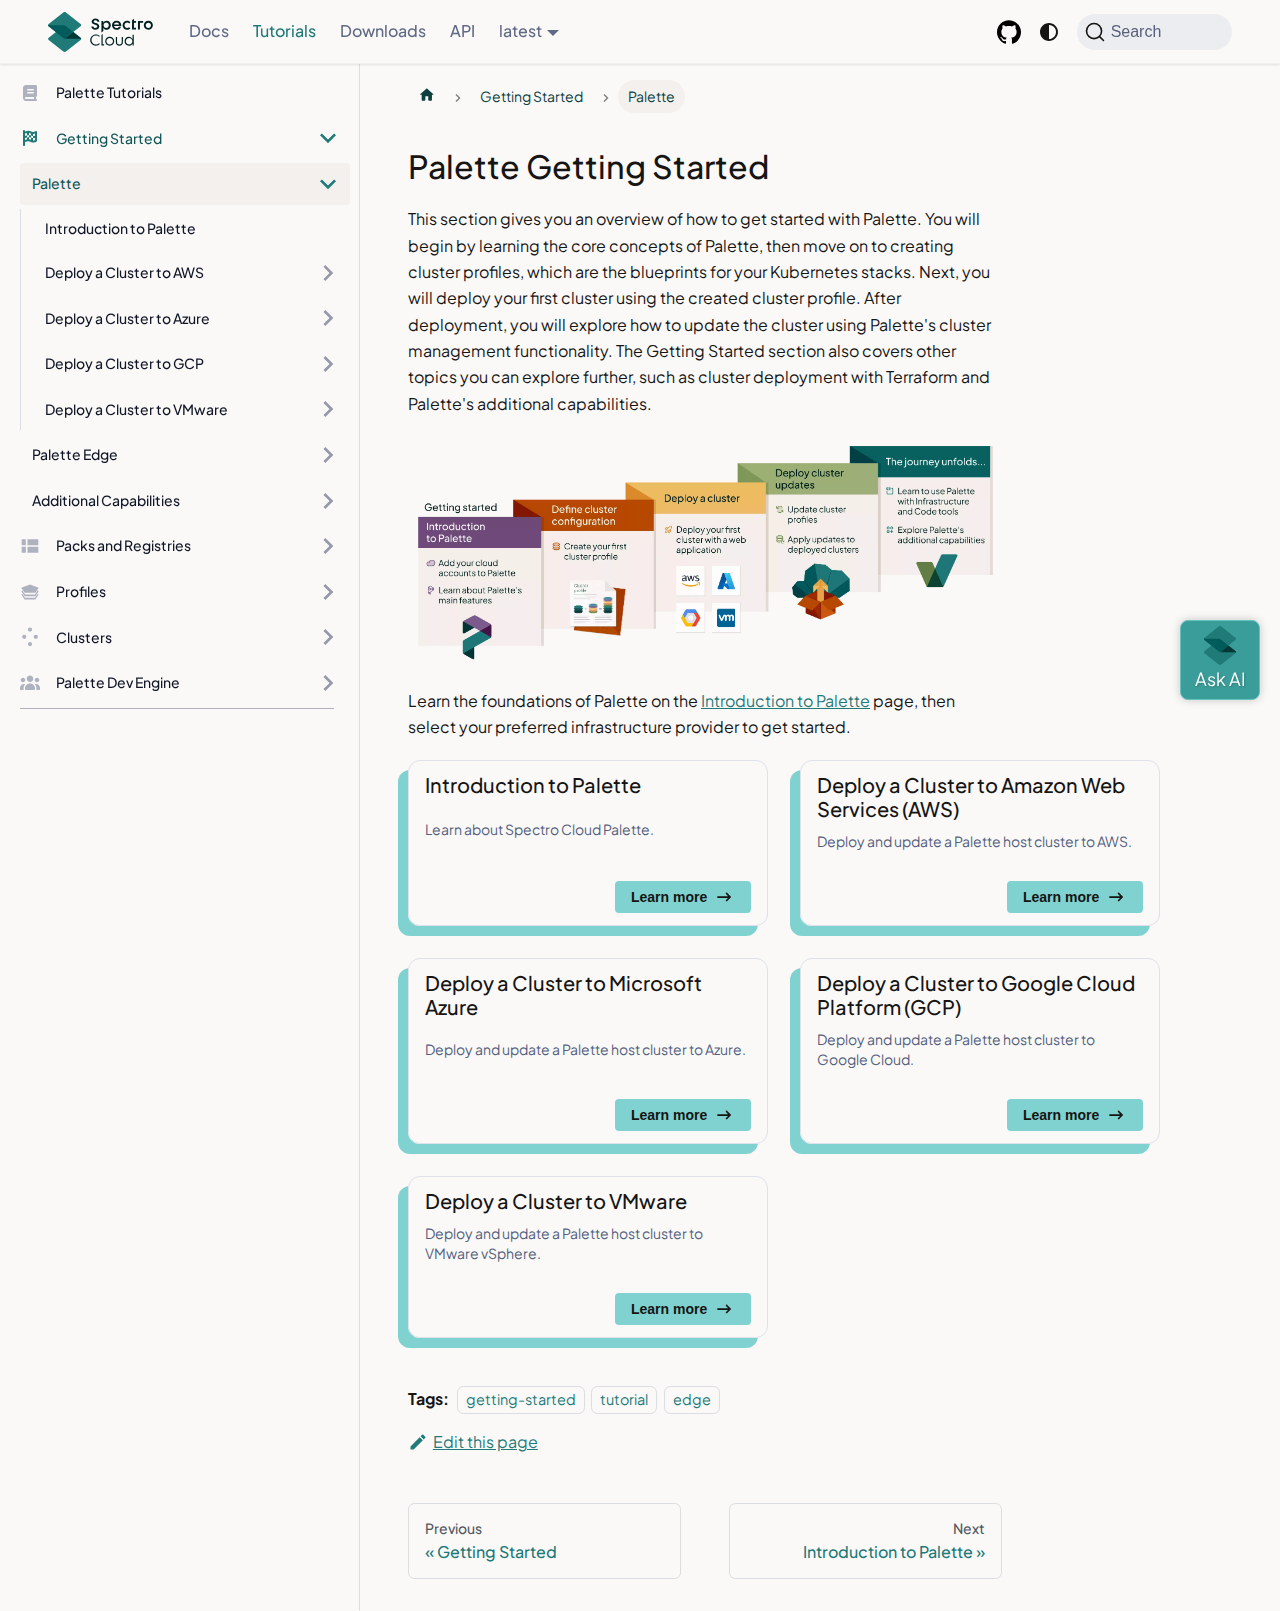 Spectro Cloud
Docs
Tutorials
Downloads
API
latest
Search
Palette Tutorials
Getting Started
Palette
Introduction to Palette
Deploy a Cluster to AWS
Deploy a Cluster to Azure
Deploy a Cluster to GCP
Deploy a Cluster to VMware
Palette Edge
Additional Capabilities
Packs and Registries
Profiles
Clusters
Palette Dev Engine
Getting Started
Palette
Palette Getting Started
This section gives you an overview of how to get started with Palette. You will
begin by learning the core concepts of Palette, then move on to creating
cluster profiles, which are the blueprints for your Kubernetes stacks. Next, you
will deploy your first cluster using the created cluster profile. After
deployment, you will explore how to update the cluster using Palette's cluster
management functionality. The Getting Started section also covers other
topics you can explore further, such as cluster deployment with Terraform and
Palette's additional capabilities.
Getting started
Introduction
to Palette
Add your cloud
accounts to Palette
Learn about Palette's
main features
Define cluster
configuration
Create your first
cluster profile
Cluster
profile
Deploy a cluster
Deploy your first
cluster with a web
application
aws
vm
Deploy cluster
updates
Update cluster
profiles
Apply updates to
deployed clusters
The journey unfolds...
Learn to use Palette
with Infrastructure
and Code tools
Explore Palette's
additional capabilities
Learn the foundations of Palette on the Introduction to Palette page, then
select your preferred infrastructure provider to get started.
Introduction to Palette
Learn about Spectro Cloud Palette.
Learn more
Deploy a Cluster to Amazon Web
Services (AWS)
Deploy and update a Palette host cluster to AWS.
Learn more
Deploy a Cluster to Microsoft
Azure
Deploy and update a Palette host cluster to Azure.
Learn more
Deploy a Cluster to Google Cloud
Platform (GCP)
Deploy and update a Palette host cluster to
Google Cloud.
Learn more
Deploy a Cluster to VMware
Deploy and update a Palette host cluster to
VMware vSphere.
Learn more
Ask AI
Tags:
getting-started
tutorial
edge
Edit this page
Previous
« Getting Started
Next
Introduction to Palette »